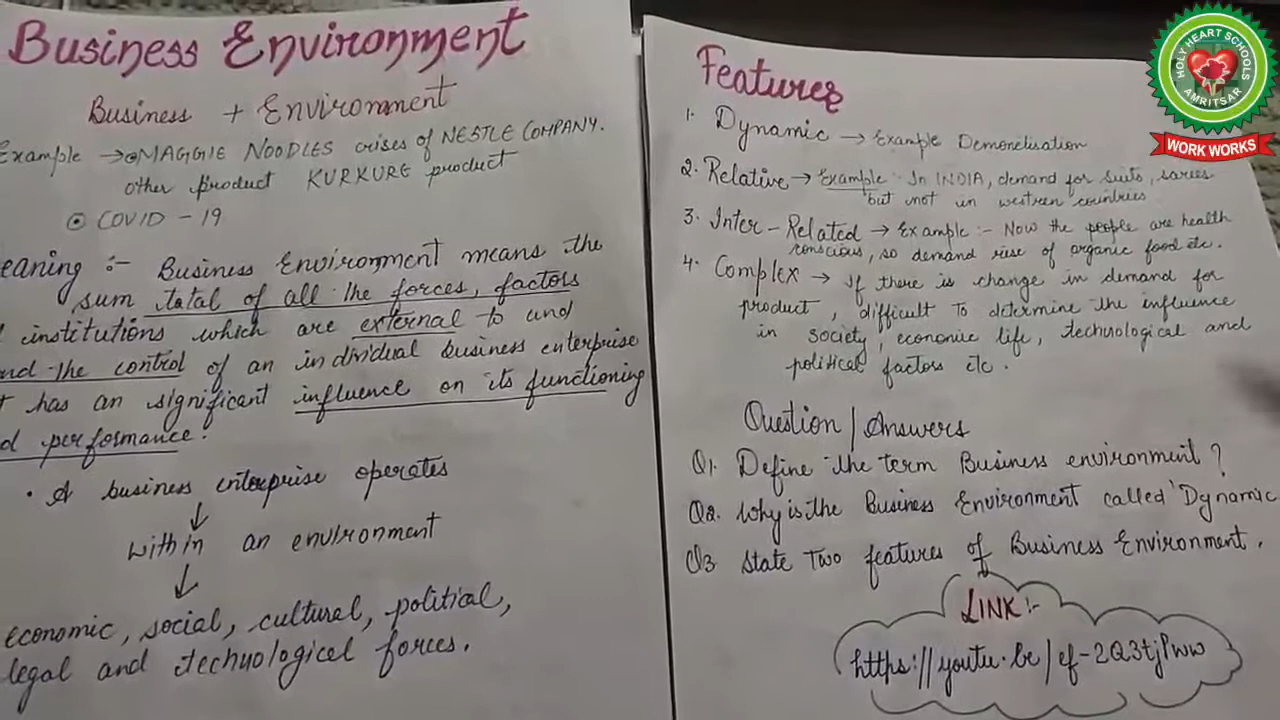 Business Environment
Business + Environment
Example → MAGGIE NOODLES crises of NESTLE COMPANY.
other product KURKURE product
COVID - 19
eaning :- Business Environment means the
sum total of all the forces, factors
d institutions which are external to and
nd the control of an individual business enterprise
t has an significant influence on its functioning
d performance.
• A business enterprise operates
↓
within an environment
↓
economic, social, cultural, politial,
legal and technological forces.
Features
1. Dynamic → Example Demonelisation
2. Relative → Example :- In INDIA, demand for suits, saries
but not in western countries
3. Inter - Related → Example :- Now the people are health
conscious, so demand rise of organic food etc.
4. Complex → If there is change in demand for
product, difficult to determine the influence
in society, economic life, technological and
political factors etc.
Question / Answers
Q1. Define the term Business environment?
Q2. Why is the Business Environment called 'Dynamic
Q3 State Two features of Business Environment.
LINK :-
https://youtu.be/ef-2Q3tjPww
HOLY HEART SCHOOLS
AMRITSAR
WORK WORKS